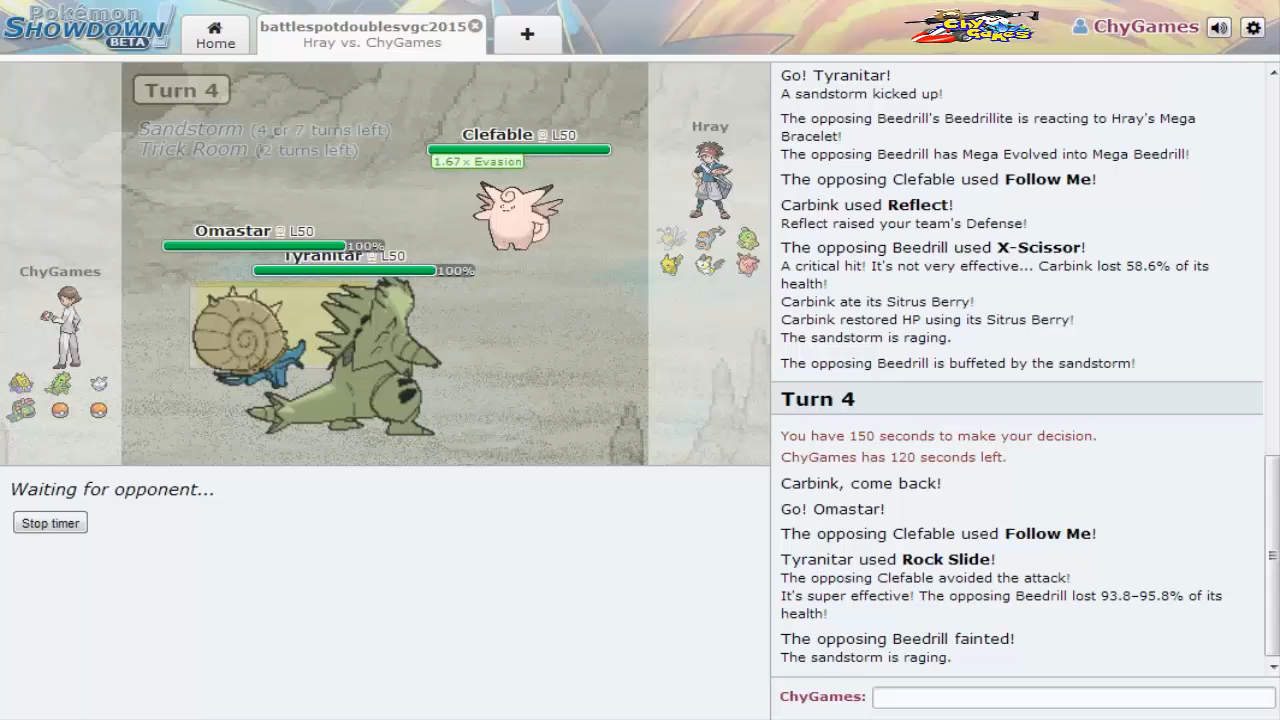 Pokémon
SHOWDOWN
BETA
Home
battlespotdoublesvgc2015
Hray vs. ChyGames
+
Chy
Games
ChyGames
Turn 4
Sandstorm (4 or 7 turns left)
Trick Room (2 turns left)
Clefable L50
1.67× Evasion
Omastar L50
100%
Tyranitar L50
100%
Hray
ChyGames
Waiting for opponent...
Stop timer
Go! Tyranitar!
A sandstorm kicked up!
The opposing Beedrill's Beedrillite is reacting to Hray's Mega
Bracelet!
The opposing Beedrill has Mega Evolved into Mega Beedrill!
The opposing Clefable used Follow Me!
Carbink used Reflect!
Reflect raised your team's Defense!
The opposing Beedrill used X-Scissor!
A critical hit! It's not very effective... Carbink lost 58.6% of its
health!
Carbink ate its Sitrus Berry!
Carbink restored HP using its Sitrus Berry!
The sandstorm is raging.
The opposing Beedrill is buffeted by the sandstorm!
Turn 4
You have 150 seconds to make your decision.
ChyGames has 120 seconds left.
Carbink, come back!
Go! Omastar!
The opposing Clefable used Follow Me!
Tyranitar used Rock Slide!
The opposing Clefable avoided the attack!
It's super effective! The opposing Beedrill lost 93.8–95.8% of its
health!
The opposing Beedrill fainted!
The sandstorm is raging.
ChyGames: